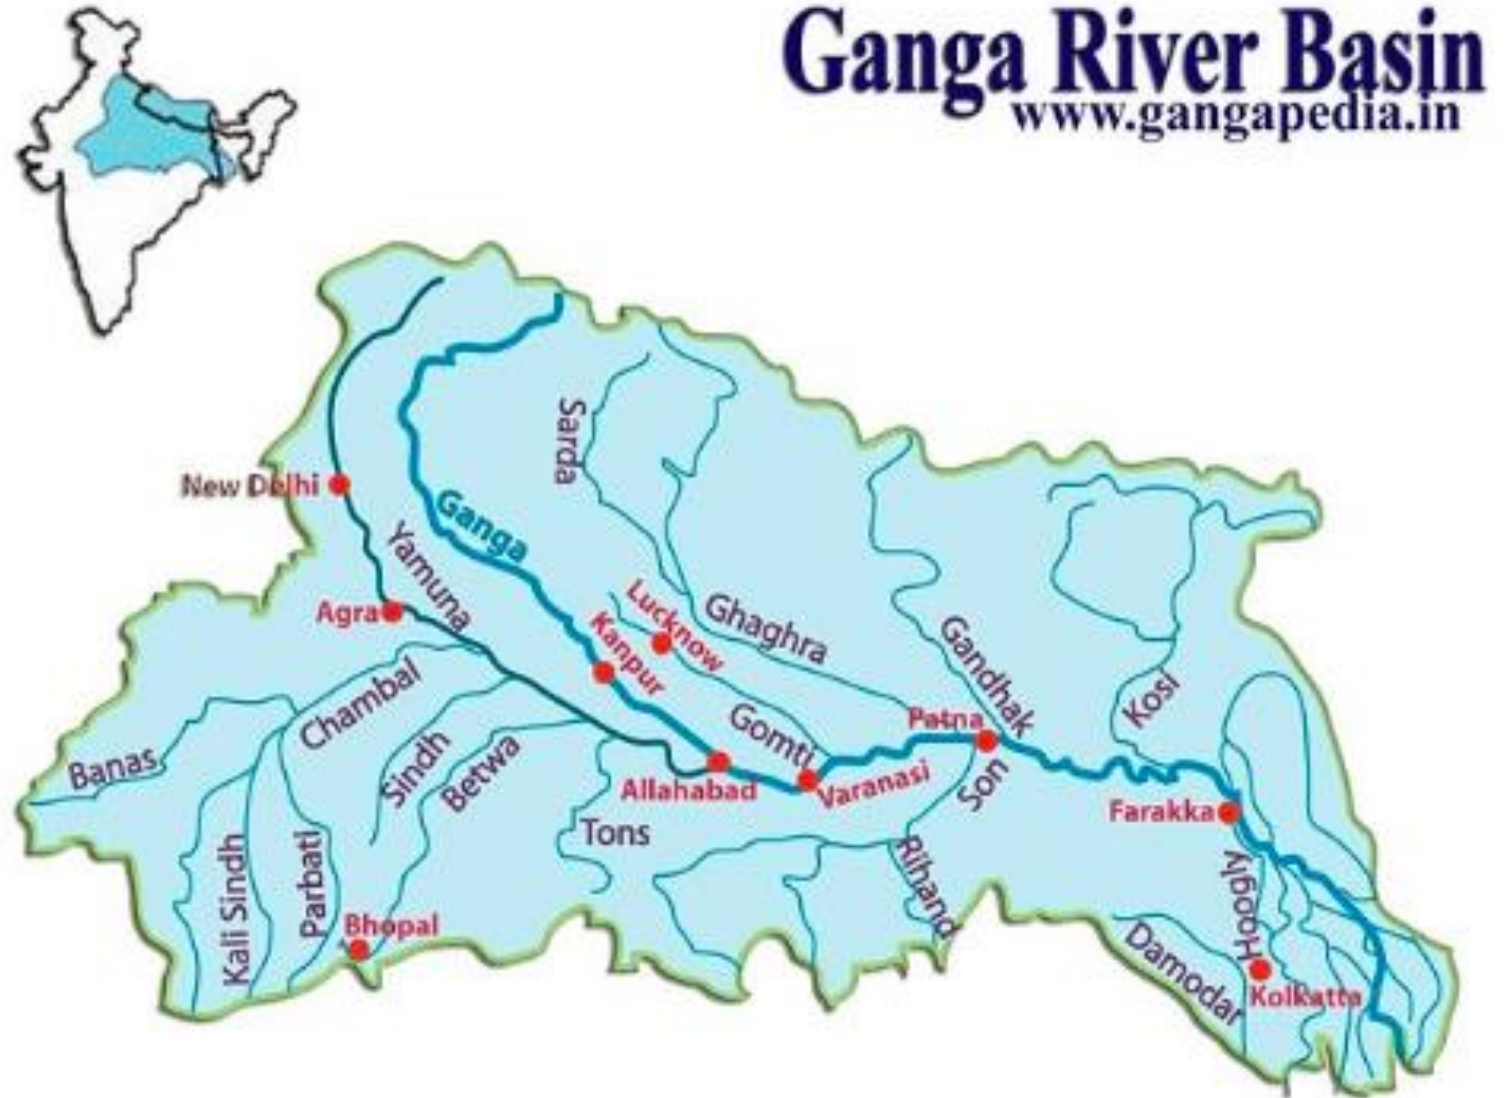 Ganga River Basin
www.gangapedia.in
Sarda
New Delhi
Ganga
Yamuna
Agra
Lucknow
Kanpur
Ghaghra
Gandhak
Chambal
Kosi
Patna
Gomti
Banas
Sindh
Betwa
Allahabad
Varanasi
Son
Farakka
Tons
Kali Sindh
Parbati
Rihand
Hoogly
Bhopal
Damodar
Kolkatta